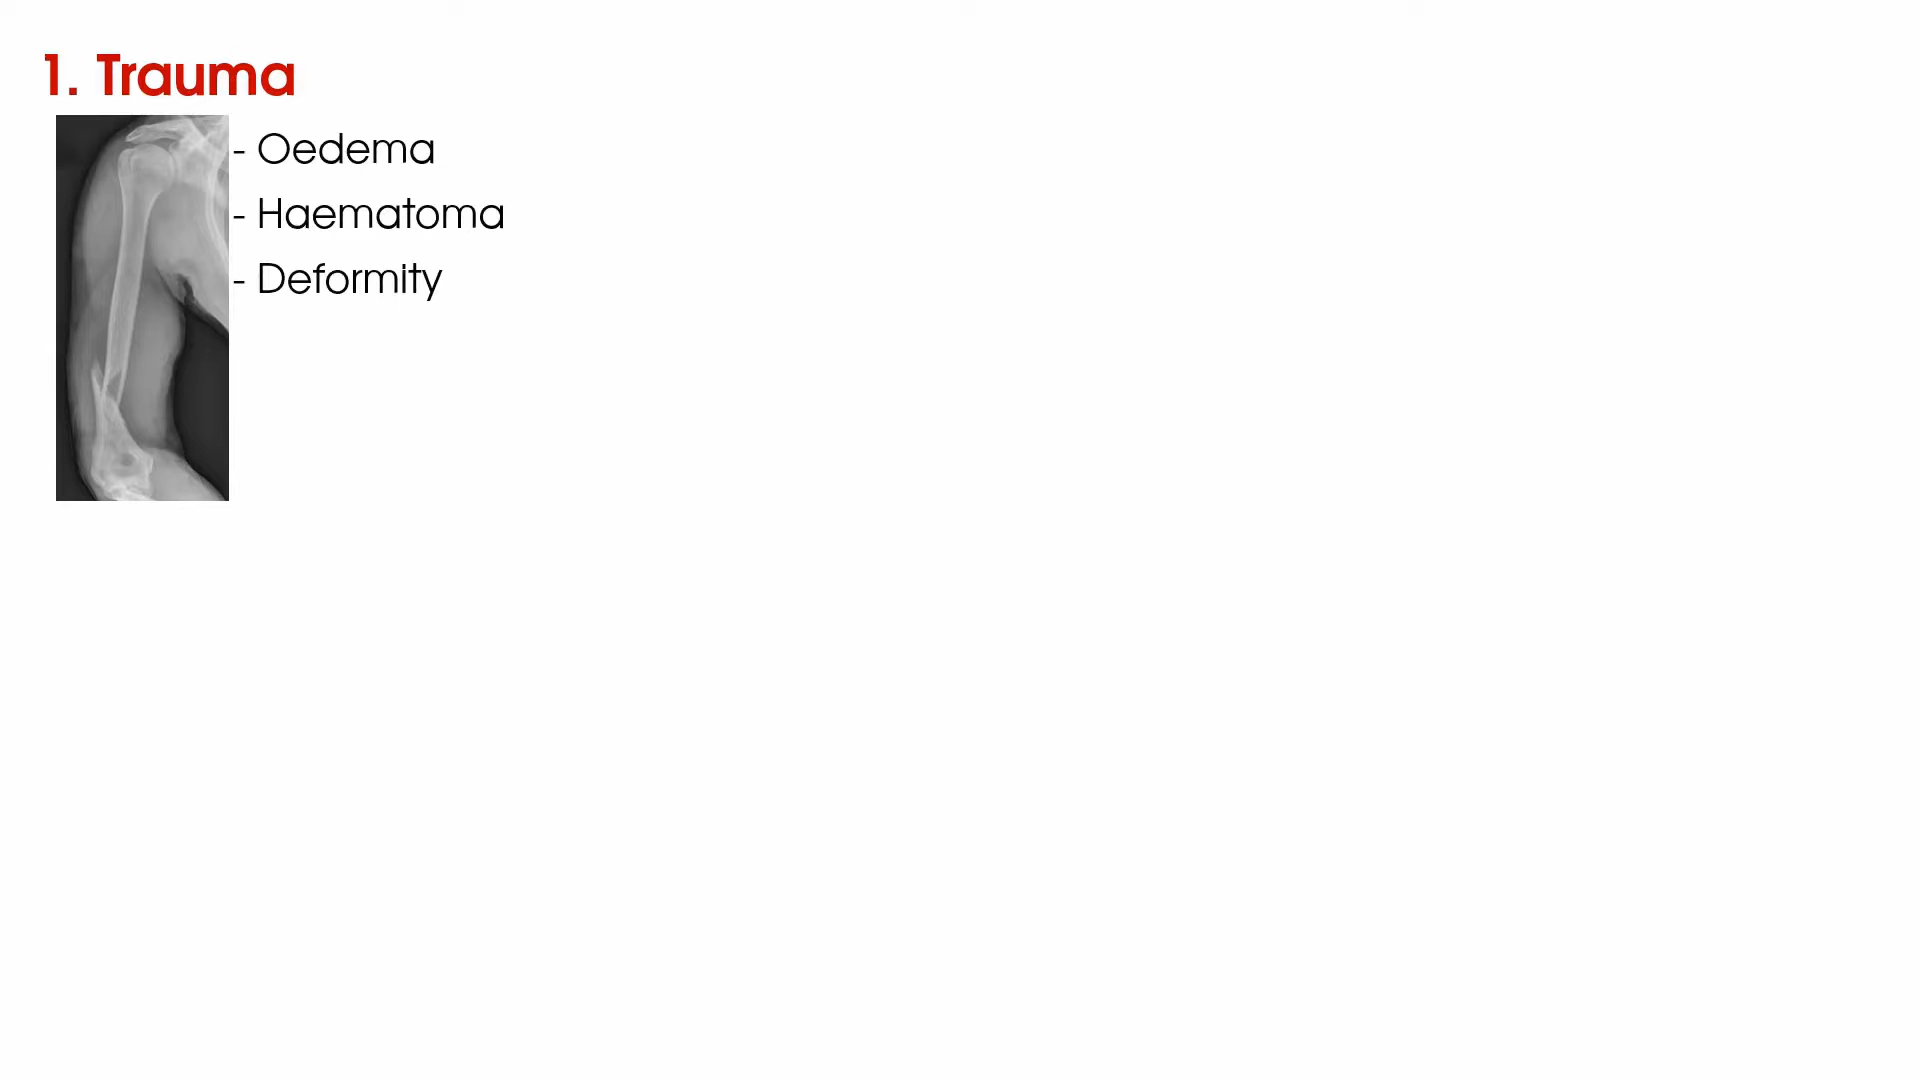 1. Trauma
- Oedema
- Haematoma
- Deformity